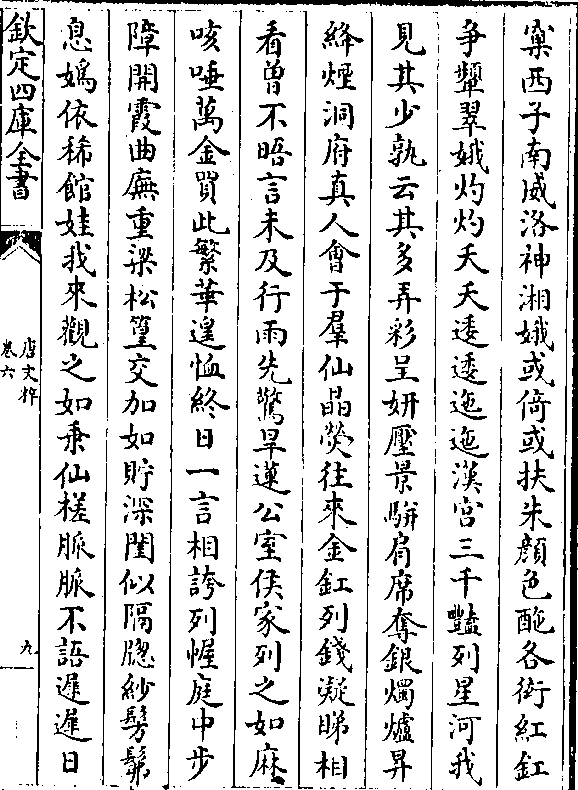 窠西子南威洛神湘娥或倚或扶朱顔色酡各衒紅釭
争顰翠娥灼灼夭夭逶逶迤迤漢宫三千豔列星河我
見其少孰云其多弄彩呈妍壓景駢肩席奪銀燭爐昇
絳煙洞府真人會于羣仙晶熒往來金釭列錢凝睇相
看曾不晤言未及行雨先驚旱蓮公室侯家列之如麻
咳唾萬金買此繁華遑恤終日一言相誇列幄庭中步
障開霞曲廡重梁松篁交加如貯深閨似隔牕紗髣髴
息嬀依稀館娃我來觀之如乗仙槎脈脈不語遲遲日
欽定四庫全書
唐文粹
卷六
九